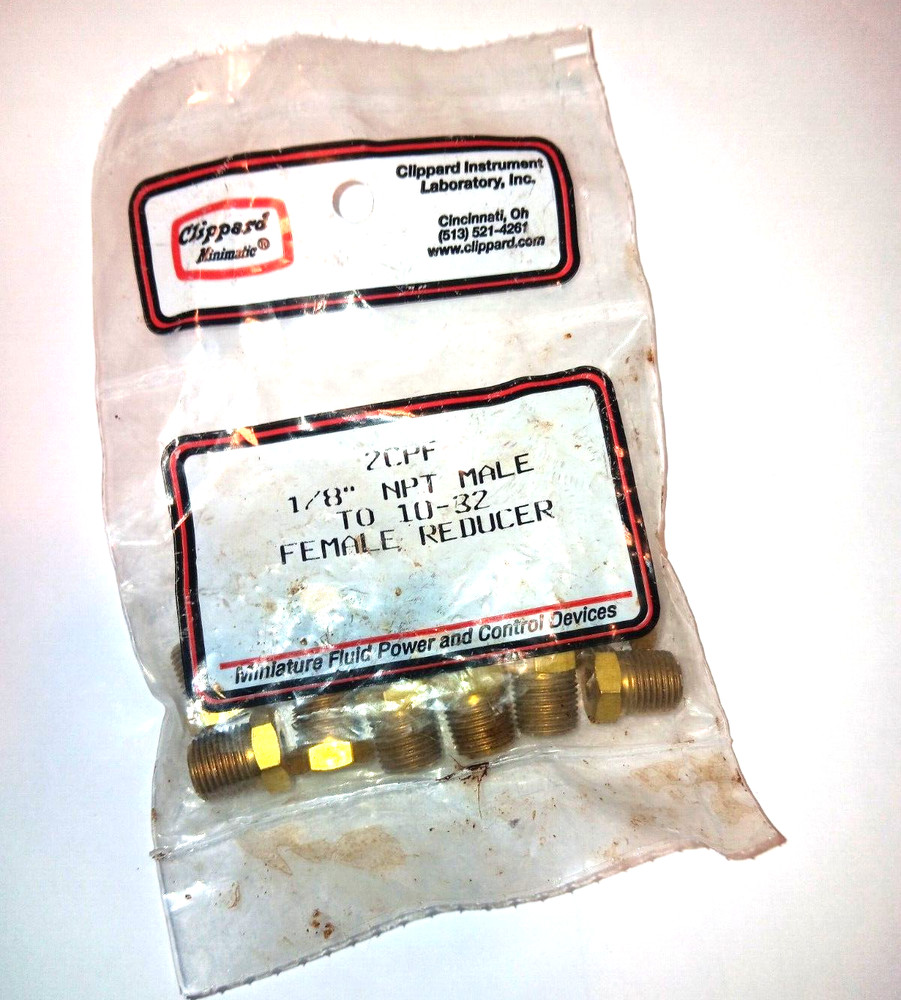 Clippard
Minimatic®
Clippard Instrument
Laboratory, Inc.
Cincinnati, Oh
(513) 521-4261
www.clippard.com
2CPF
1/8" NPT MALE
TO 10-32
FEMALE REDUCER
Miniature Fluid Power and Control Devices